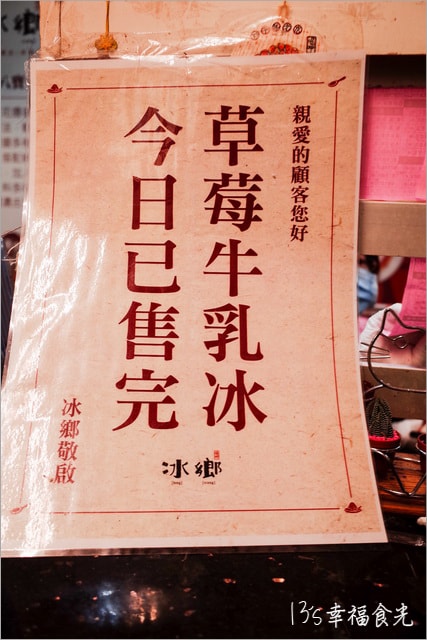 親愛的顧客您好
草莓牛乳冰
今日已售完
冰鄉敬啟
冰鄉
13's幸福食光